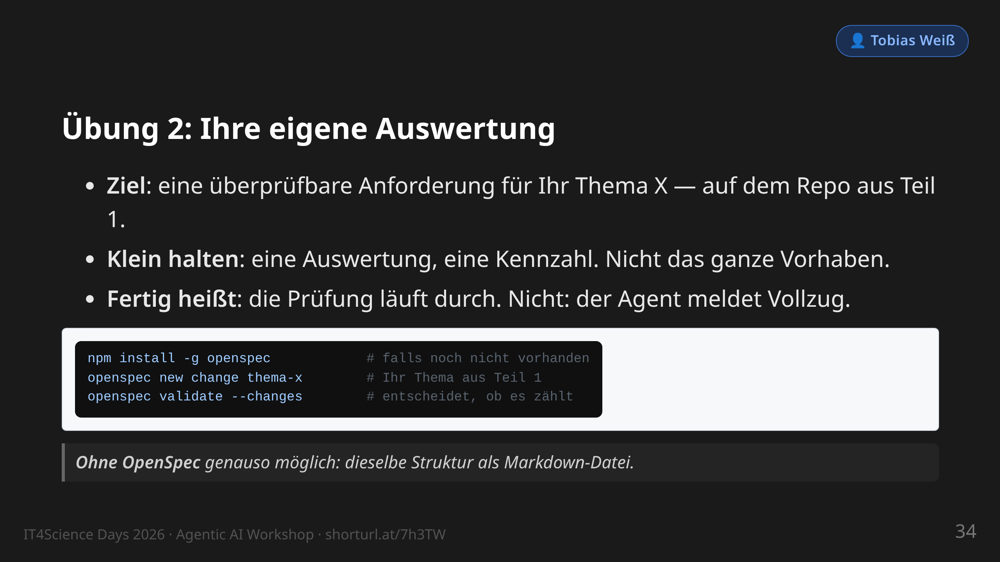 👤 Tobias Weiß
Übung 2: Ihre eigene Auswertung
• Ziel: eine überprüfbare Anforderung für Ihr Thema X — auf dem Repo aus Teil
1.
• Klein halten: eine Auswertung, eine Kennzahl. Nicht das ganze Vorhaben.
• Fertig heißt: die Prüfung läuft durch. Nicht: der Agent meldet Vollzug.
npm install -g openspec            # falls noch nicht vorhanden
openspec new change thema-x        # Ihr Thema aus Teil 1
openspec validate --changes        # entscheidet, ob es zählt
Ohne OpenSpec genauso möglich: dieselbe Struktur als Markdown-Datei.
IT4Science Days 2026 · Agentic AI Workshop · shorturl.at/7h3TW
34